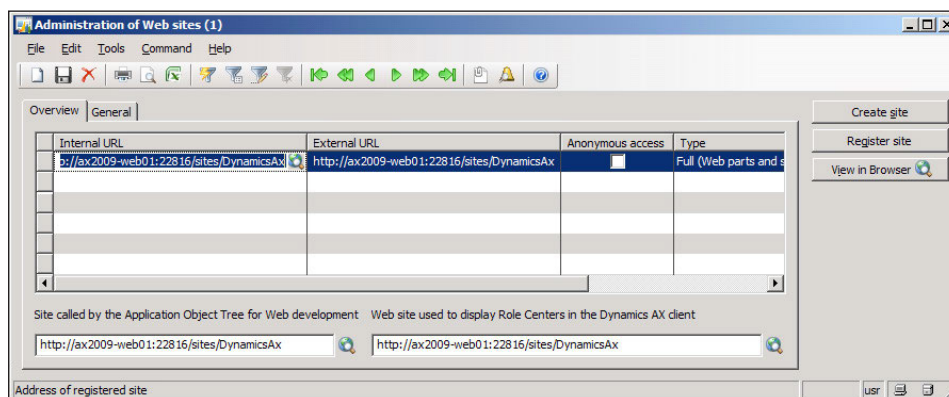 Administration of Web sites (1)
File Edit Tools Command Help
Overview General
Create site
Internal URL External URL Anonymous access Type
p://ax2009-web01:22816/sites/DynamicsAx http://ax2009-web01:22816/sites/DynamicsAx Full (Web parts and s
Register site
View in Browser
Site called by the Application Object Tree for Web development Web site used to display Role Centers in the Dynamics AX client
http://ax2009-web01:22816/sites/DynamicsAx http://ax2009-web01:22816/sites/DynamicsAx
Address of registered site usr